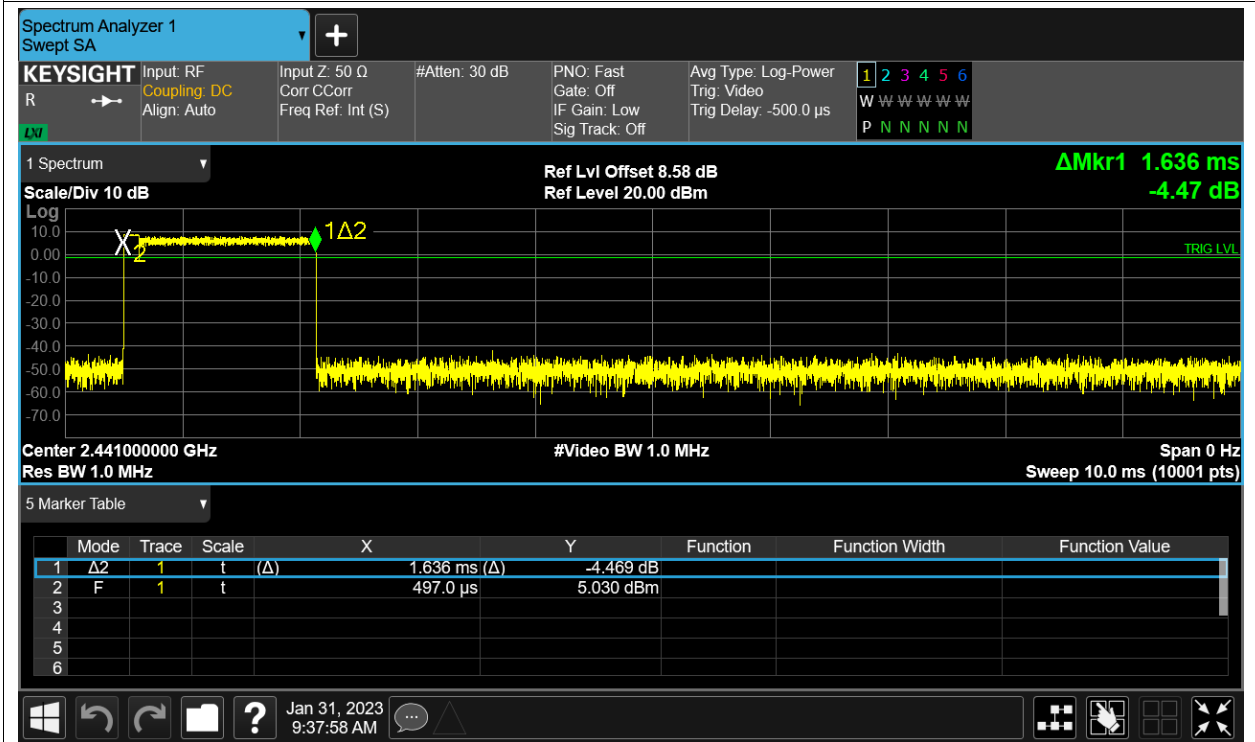 Spectrum Analyzer 1
Swept SA
KEYSIGHT
R
LXI
Input: RF
Coupling: DC
Align: Auto
Input Z: 50 Ω
Corr CCorr
Freq Ref: Int (S)
#Atten: 30 dB
PNO: Fast
Gate: Off
IF Gain: Low
Sig Track: Off
Avg Type: Log-Power
Trig: Video
Trig Delay: -500.0 µs
1 2 3 4 5 6
W W W W W W
P N N N N N
1 Spectrum
Scale/Div 10 dB
Ref Lvl Offset 8.58 dB
Ref Level 20.00 dBm
ΔMkr1 1.636 ms
-4.47 dB
Log
10.0
0.00
-10.0
-20.0
-30.0
-40.0
-50.0
-60.0
-70.0
2
1Δ2
TRIG LVL
Center 2.441000000 GHz
#Video BW 1.0 MHz
Span 0 Hz
Res BW 1.0 MHz
Sweep 10.0 ms (10001 pts)
5 Marker Table
Mode Trace Scale X Y Function Function Width Function Value
1 Δ2 1 t (Δ) 1.636 ms (Δ) -4.469 dB
2 F 1 t 497.0 µs 5.030 dBm
3
4
5
6
?
Jan 31, 2023
9:37:58 AM